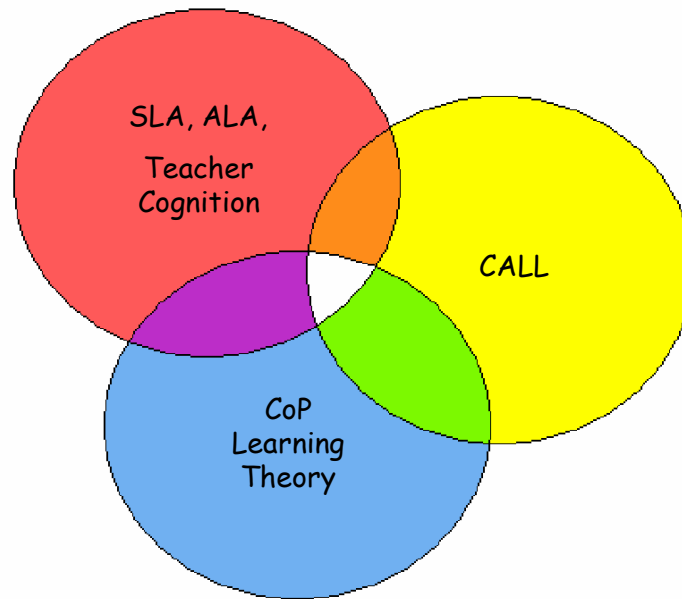 SLA, ALA,
Teacher
Cognition
CALL
CoP
Learning
Theory